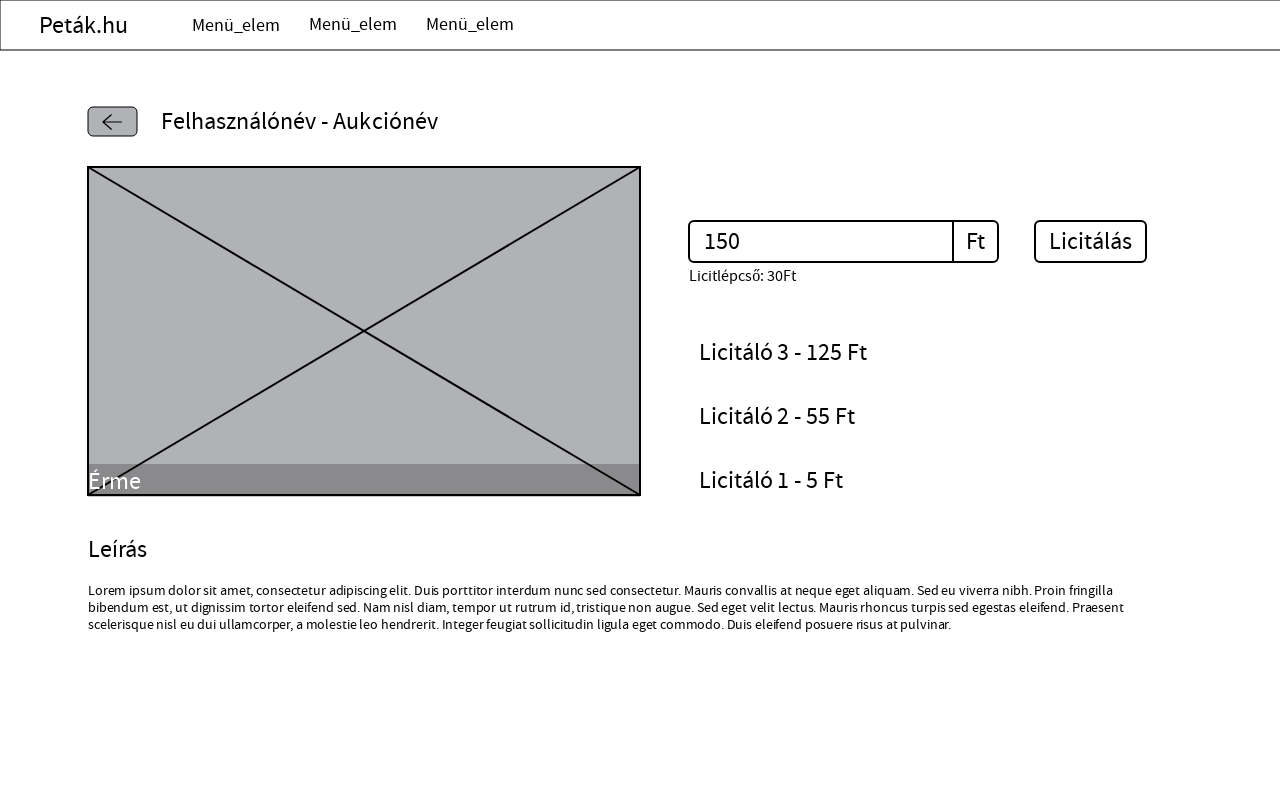 Peták.hu Menü_elem Menü_elem Menü_elem
Felhasználónév - Aukciónév
150 Ft Licitálás
Licitlépcső: 30Ft
Licitáló 3 - 125 Ft
Licitáló 2 - 55 Ft
Licitáló 1 - 5 Ft
Érme
Leírás
Lorem ipsum dolor sit amet, consectetur adipiscing elit. Duis porttitor interdum nunc sed consectetur. Mauris convallis at neque eget aliquam. Sed eu viverra nibh. Proin fringilla
bibendum est, ut dignissim tortor eleifend sed. Nam nisl diam, tempor ut rutrum id, tristique non augue. Sed eget velit lectus. Mauris rhoncus turpis sed egestas eleifend. Praesent
scelerisque nisl eu dui ullamcorper, a molestie leo hendrerit. Integer feugiat sollicitudin ligula eget commodo. Duis eleifend posuere risus at pulvinar.